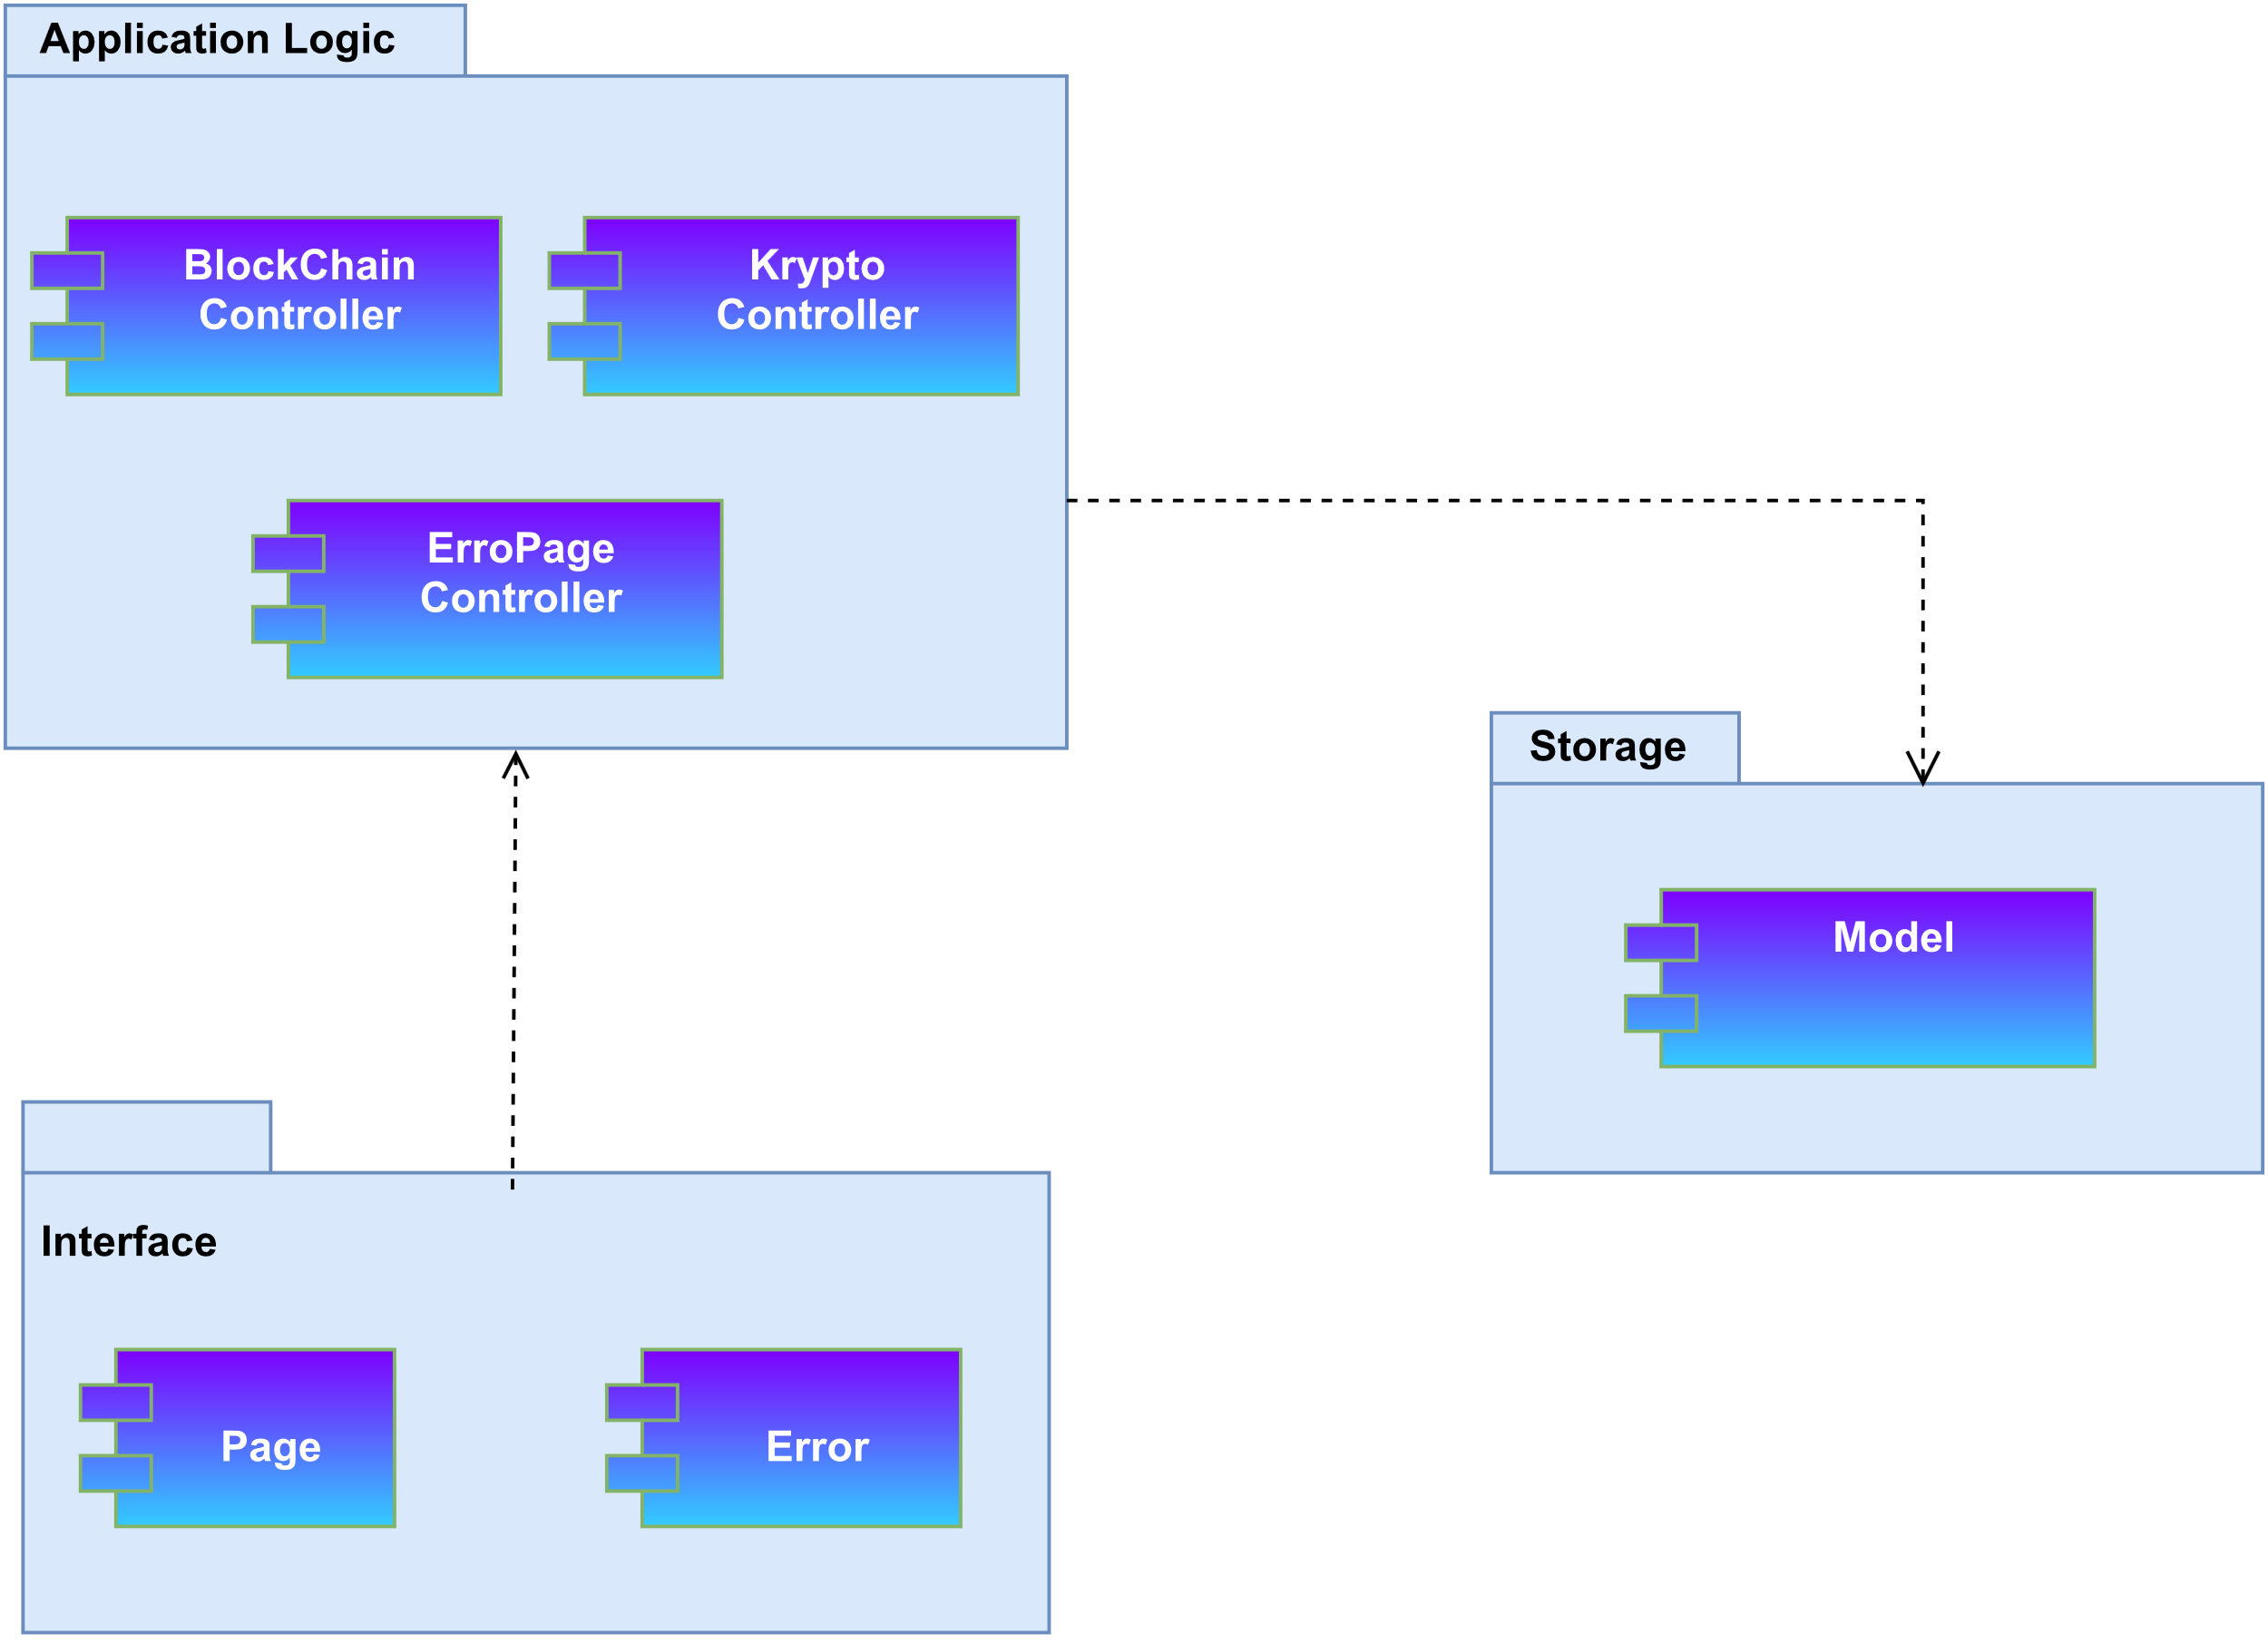 Application Logic
BlockChain
Controller
Krypto
Controller
ErroPage
Controller
Storage
Model
Interface
Page
Error